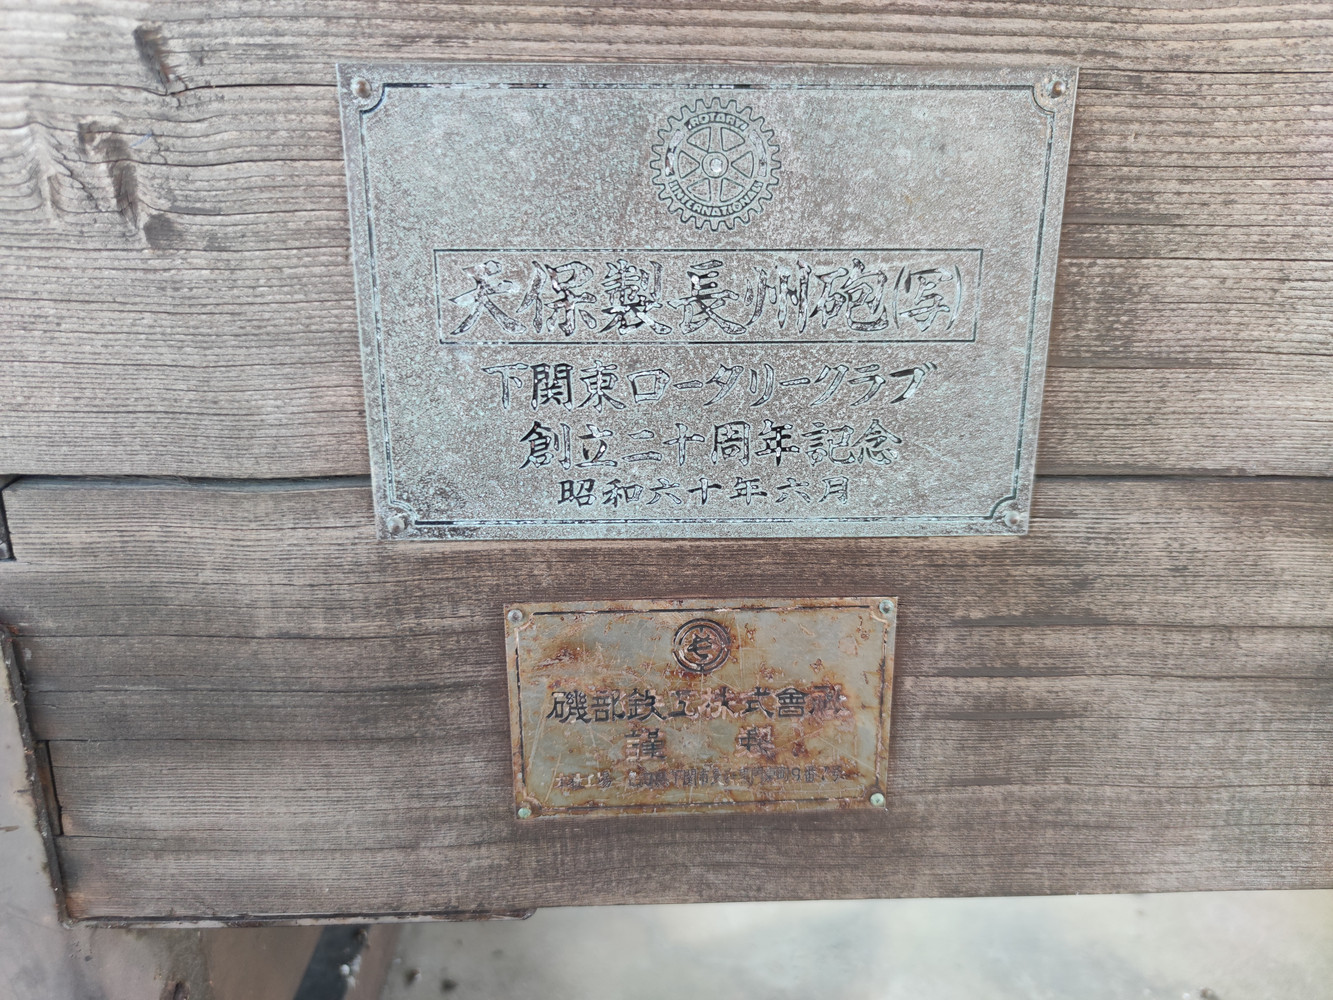 ROTARY
INTERNATIONAL
天保製長州砲(写)
下関東ロータリークラブ
創立二十周年記念
昭和六十年六月
磯部鉄工株式會社
謹製